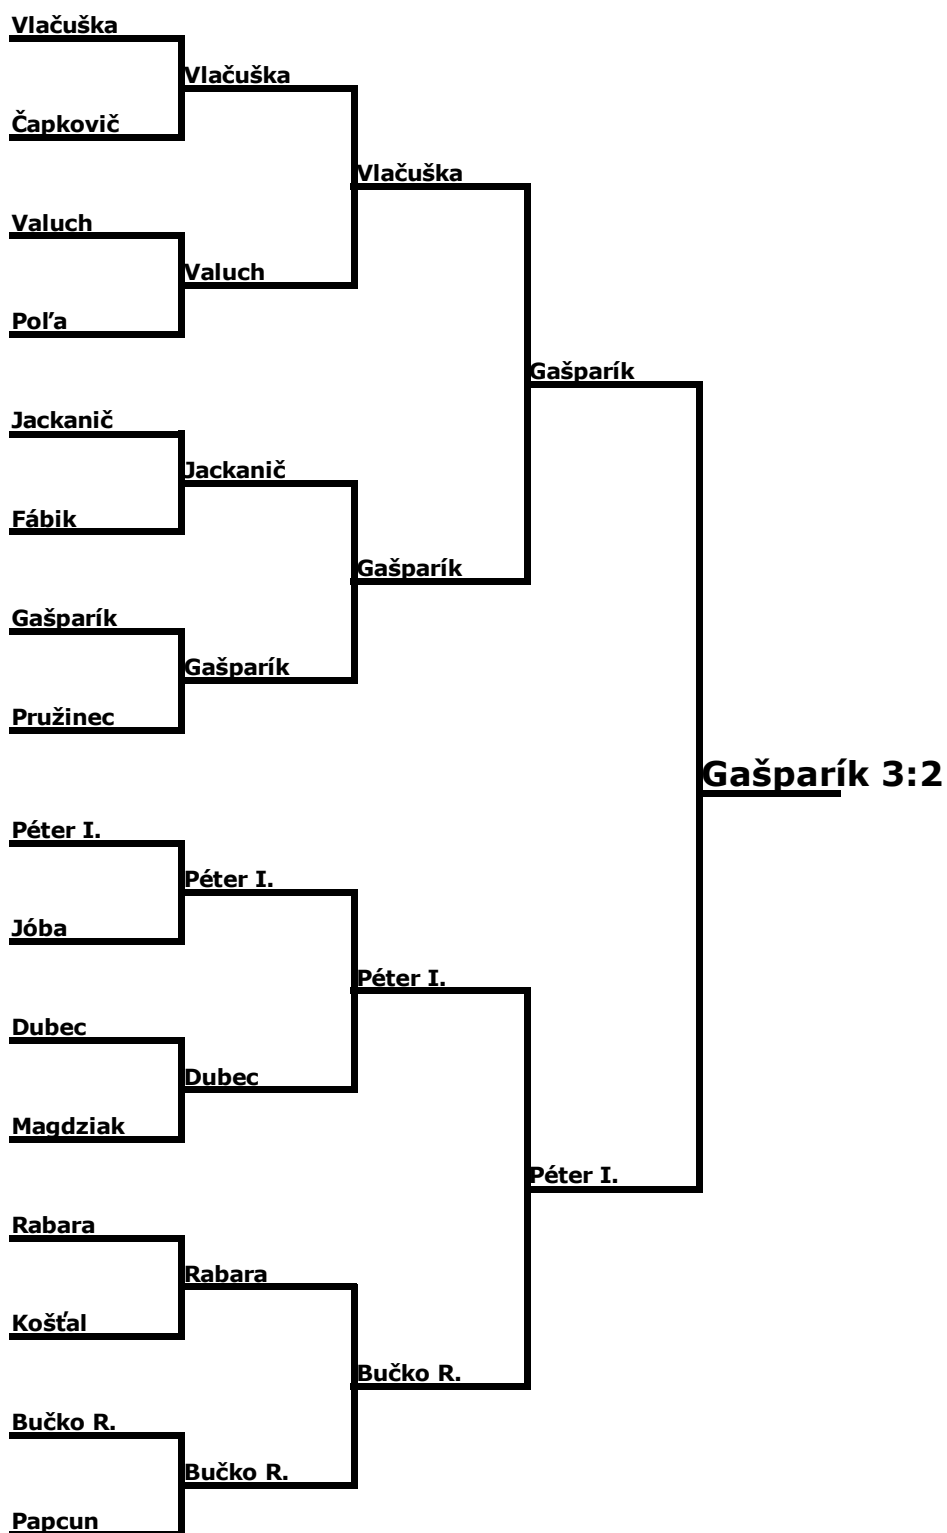 Vlačuška
Vlačuška
Čapkovič
Vlačuška
Valuch
Valuch
Poľa
Gašparík
Jackanič
Jackanič
Fábik
Gašparík
Gašparík
Gašparík
Pružinec
Gašparík 3:2
Péter I.
Péter I.
Jóba
Péter I.
Dubec
Dubec
Magdziak
Péter I.
Rabara
Rabara
Košťal
Bučko R.
Bučko R.
Bučko R.
Papcun